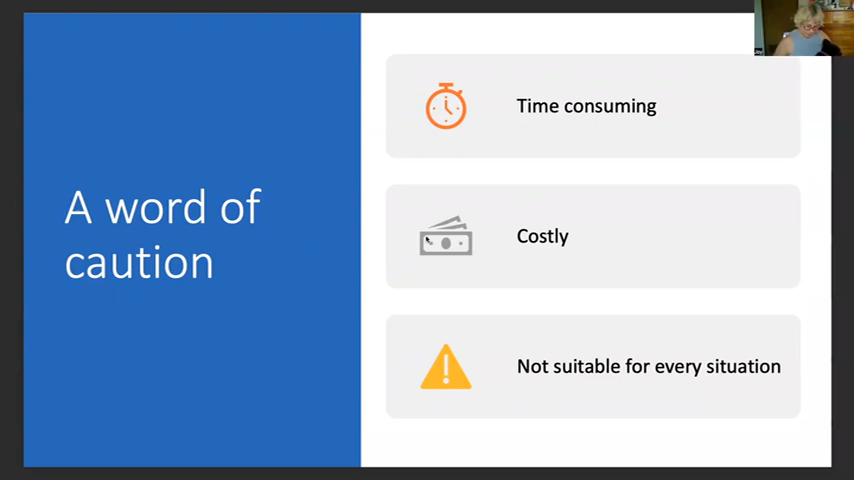 A word of
caution
Time consuming
Costly
Not suitable for every situation